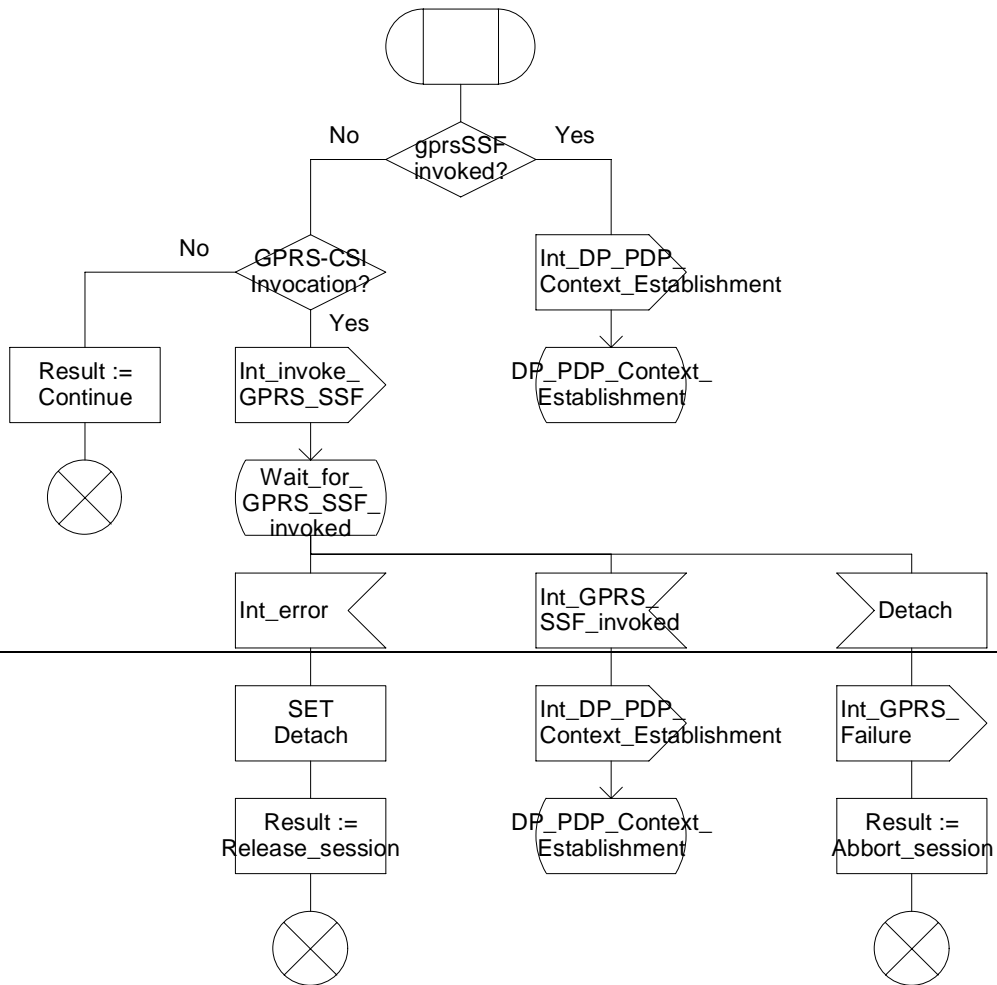 No
gprsSSF
invoked?
Yes
No
GPRS-CSI
Invocation?
Yes
Int_DP_PDP_
Context_Establishment
Result :=
Continue
Int_invoke_
GPRS_SSF
DP_PDP_Context_
Establishment
Wait_for_
GPRS_SSF_
invoked
Int_error
Int_GPRS_
SSF_invoked
Detach
SET
Detach
Int_DP_PDP_
Context_Establishment
Int_GPRS_
Failure
Result :=
Release_session
DP_PDP_Context_
Establishment
Result :=
Abbort_session